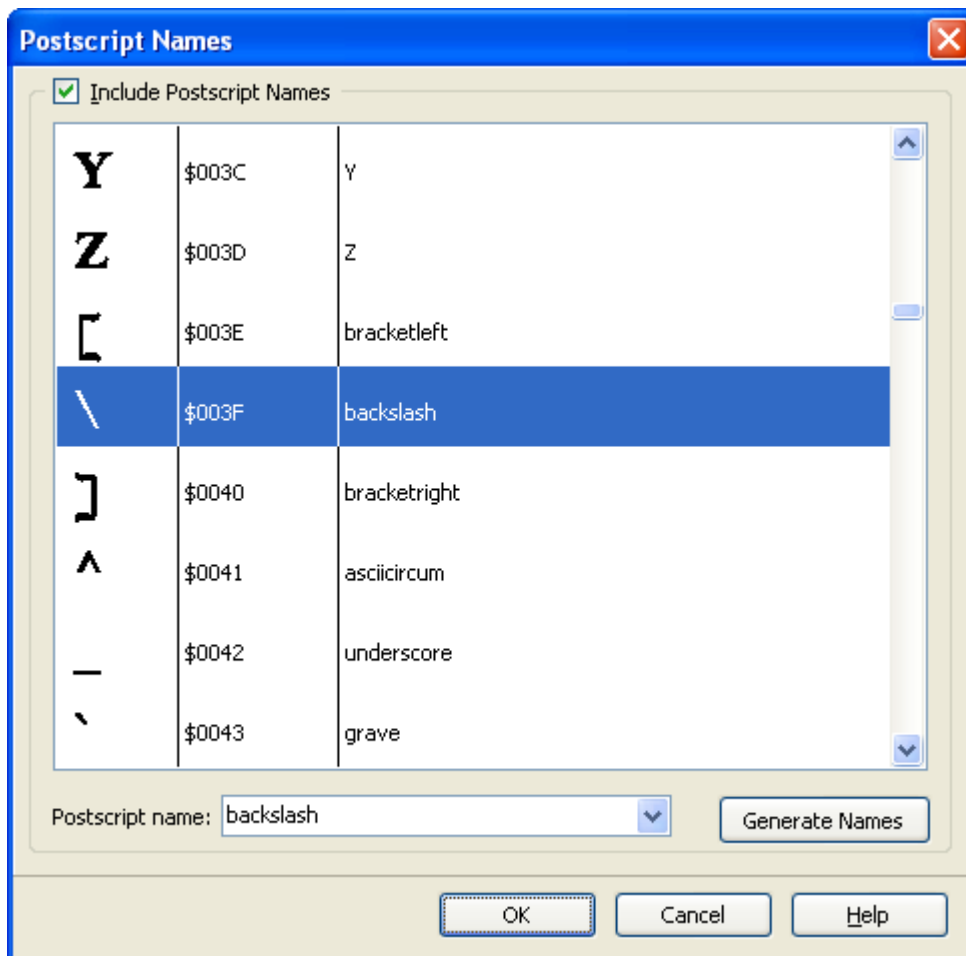 Postscript Names
Include Postscript Names
Y $003C Y
Z $003D Z
[ $003E bracketleft
\ $003F backslash
] $0040 bracketright
^ $0041 asciicircum
_ $0042 underscore
` $0043 grave
Postscript name: backslash Generate Names
OK Cancel Help